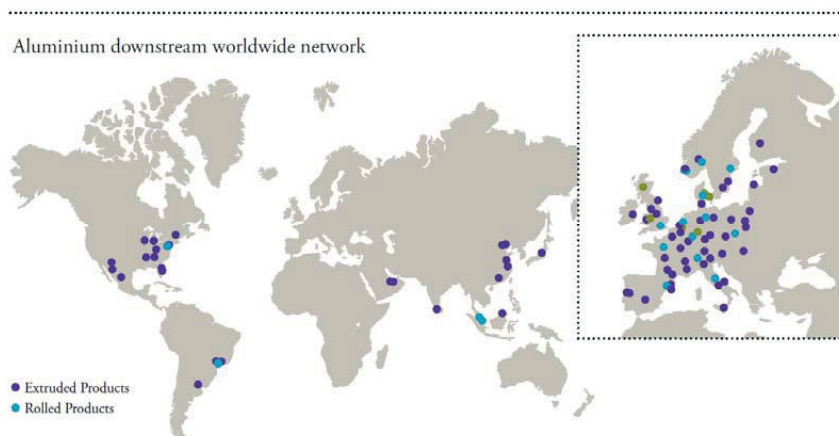 Aluminium downstream worldwide network
Extruded Products
Rolled Products